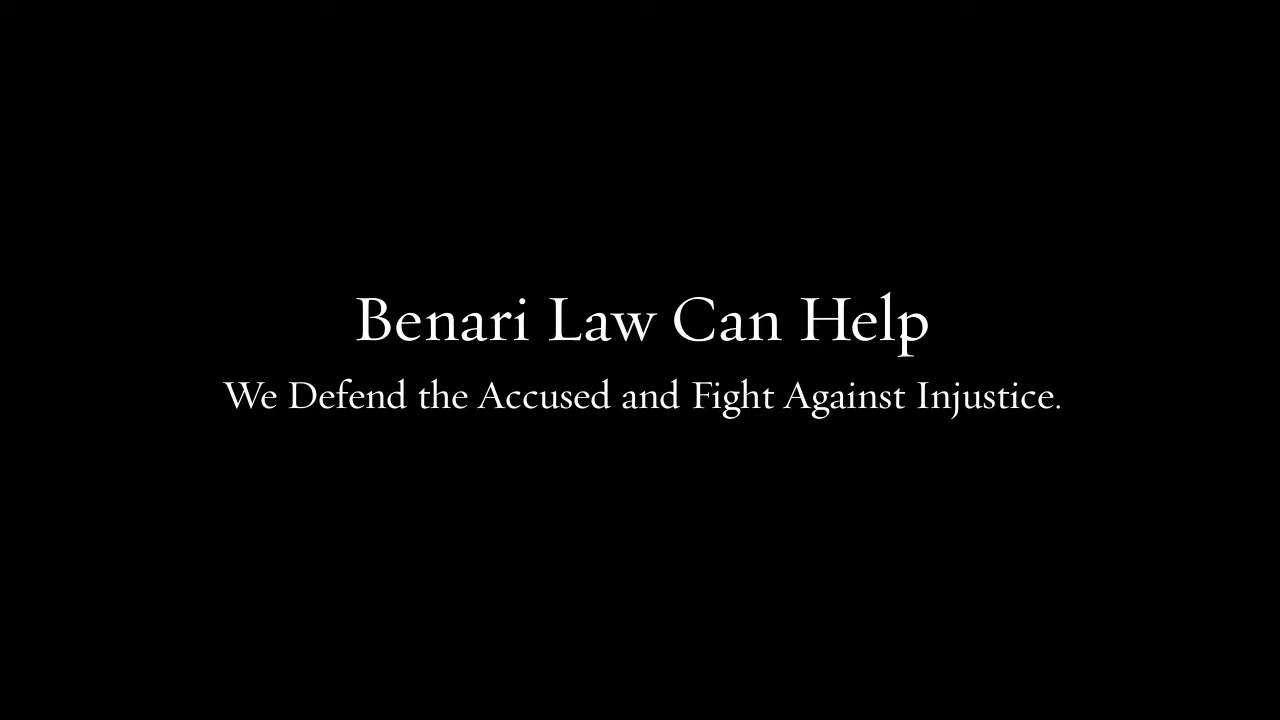 Benari Law Can Help
We Defend the Accused and Fight Against Injustice.